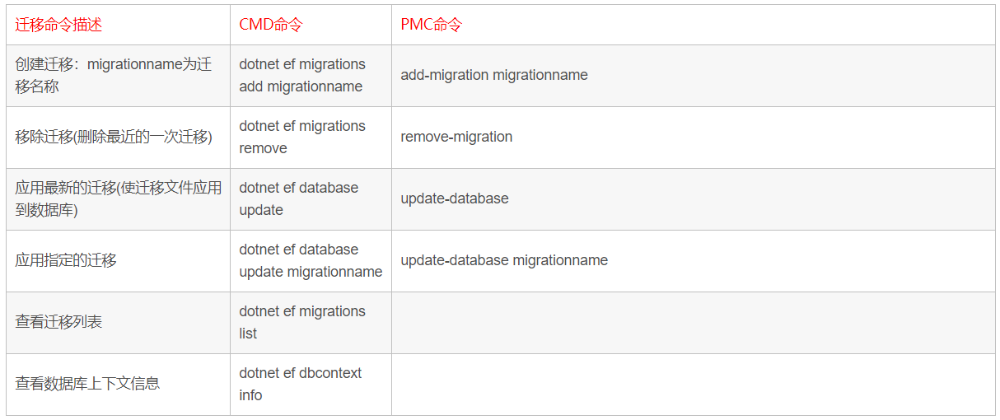 迁移命令描述
CMD命令
PMC命令
创建迁移：migrationname为迁
移名称
dotnet ef migrations
add migrationname
add-migration migrationname
移除迁移(删除最近的一次迁移)
dotnet ef migrations
remove
remove-migration
应用最新的迁移(使迁移文件应用
到数据库)
dotnet ef database
update
update-database
应用指定的迁移
dotnet ef database
update migrationname
update-database migrationname
查看迁移列表
dotnet ef migrations
list
查看数据库上下文信息
dotnet ef dbcontext
info